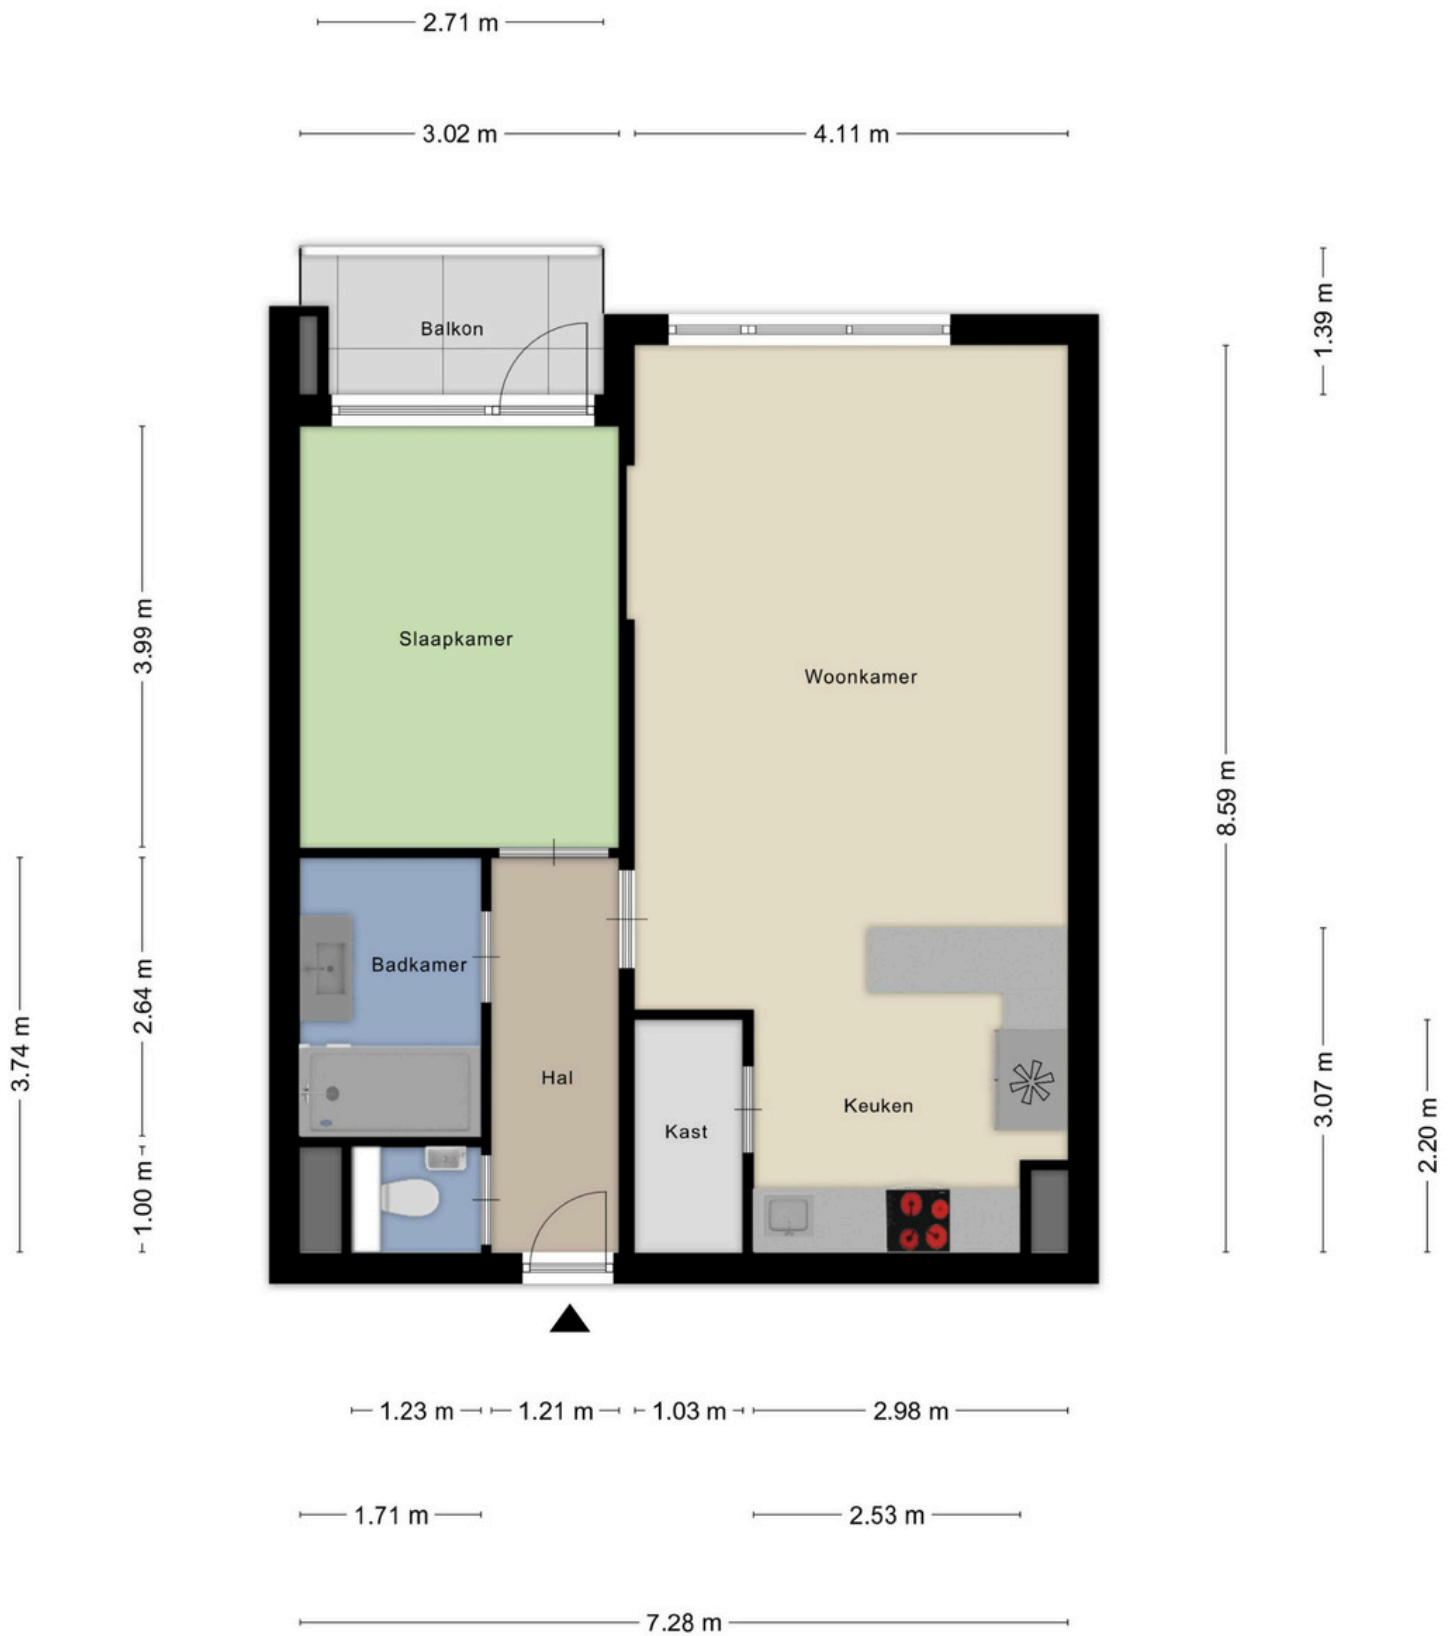 2.71 m
3.02 m
4.11 m
1.39 m
Balkon
3.99 m
Slaapkamer
Woonkamer
8.59 m
Badkamer
2.64 m
3.74 m
Hal
Keuken
Kast
3.07 m
2.20 m
1.00 m
1.23 m
1.21 m
1.03 m
2.98 m
1.71 m
2.53 m
7.28 m